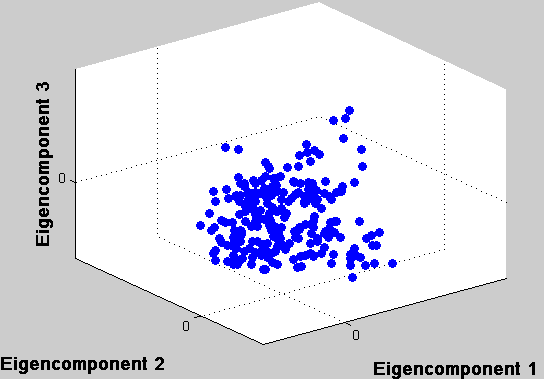 Eigencomponent 3
0
0
0
Eigencomponent 2
Eigencomponent 1